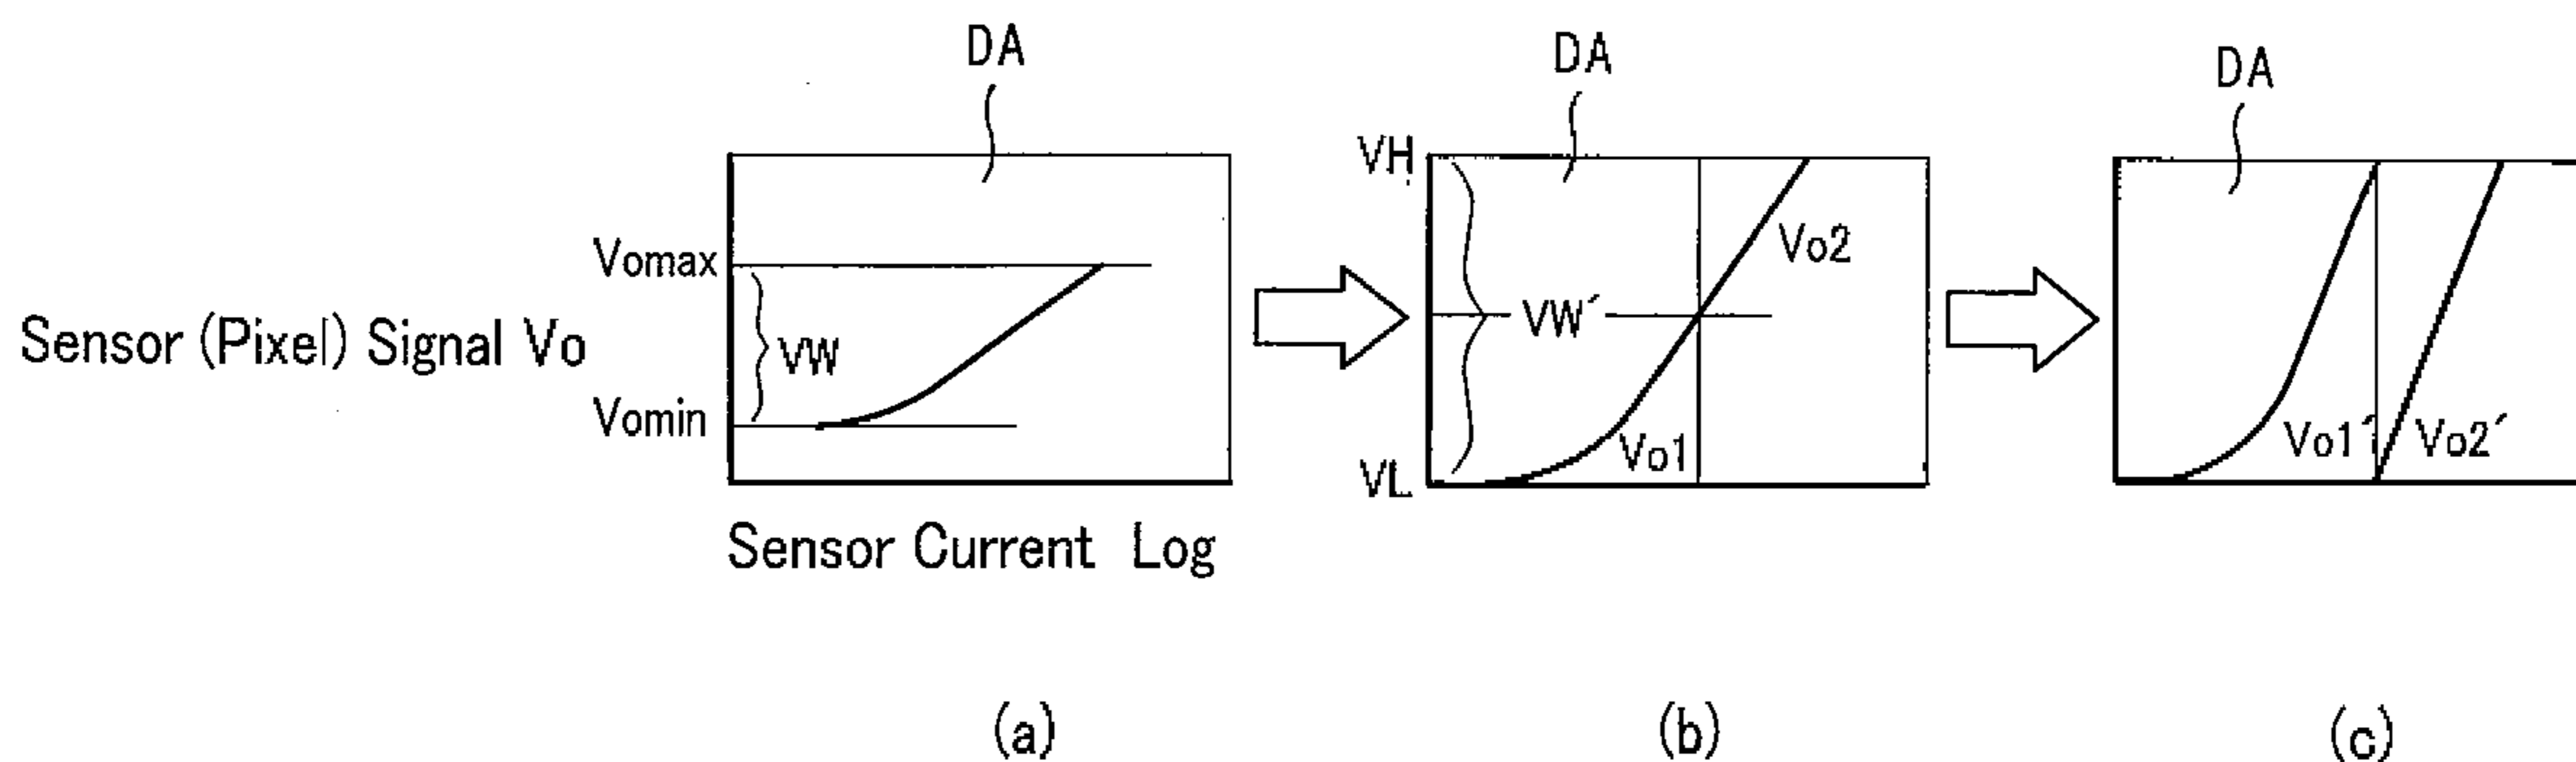 DA
DA
DA
Vomax
VW
Vomin
Sensor (Pixel) Signal Vo
Sensor Current Log
VH
VW´
VL
Vo1
Vo2
Vo1´
Vo2´
(a)
(b)
(c)